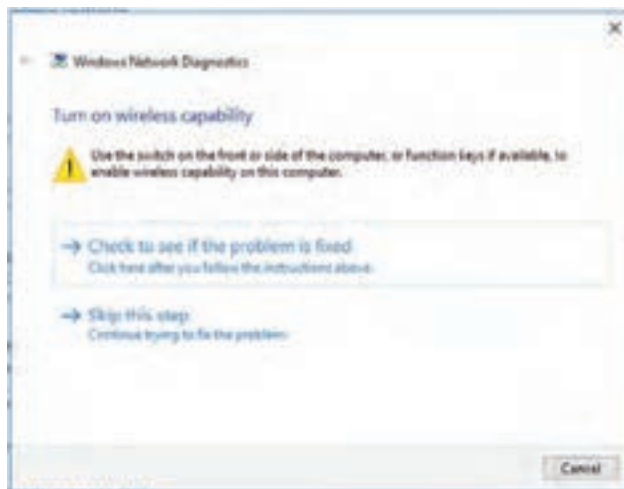 Windows Network Diagnostics
Turn on wireless capability
Use the switch on the front or side of the computer, or function keys if available, to
enable wireless capability on this computer.
→ Check to see if the problem is fixed
Click here after you follow the instructions above.
→ Skip this step
Continue trying to fix the problem.
Cancel